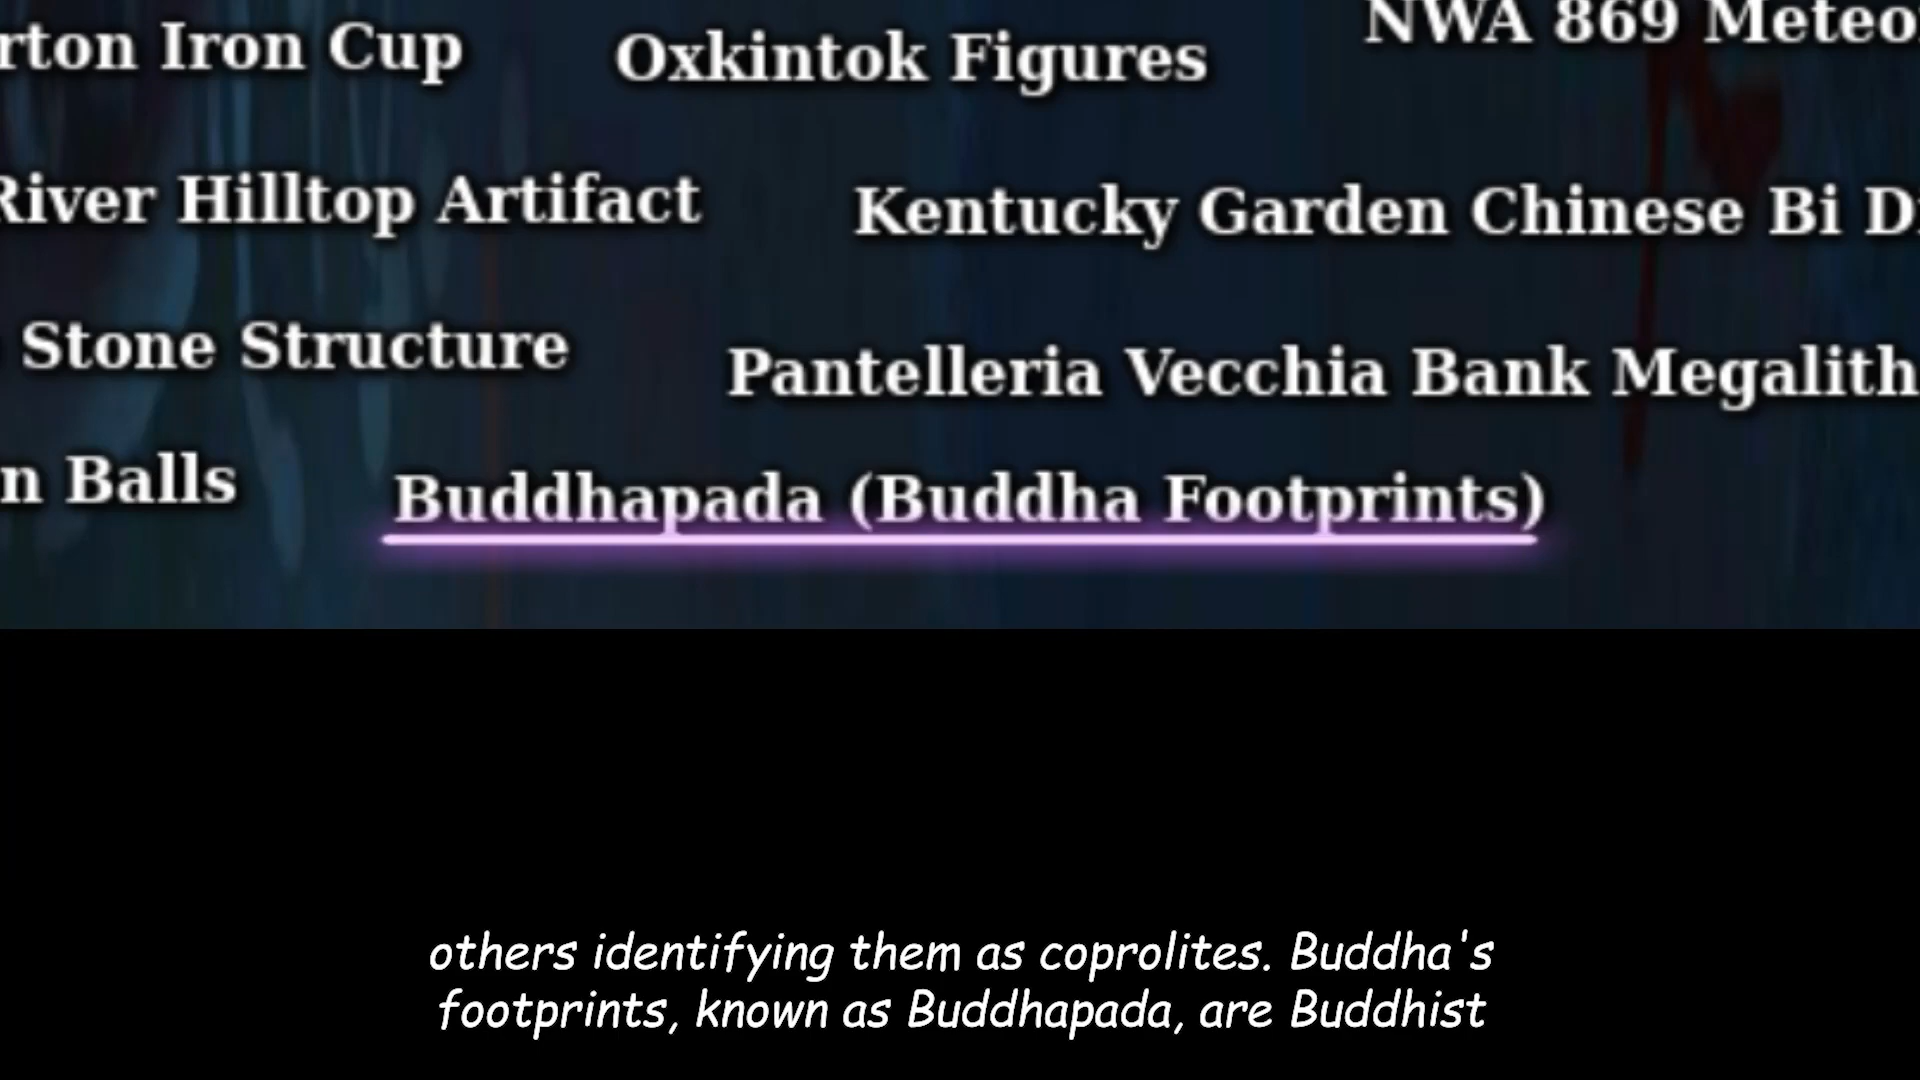 rton Iron Cup
Oxkintok Figures
NWA 869 Meteo
River Hilltop Artifact
Kentucky Garden Chinese Bi D
Stone Structure
Pantelleria Vecchia Bank Megalith
n Balls
Buddhapada (Buddha Footprints)
others identifying them as coprolites. Buddha's
footprints, known as Buddhapada, are Buddhist